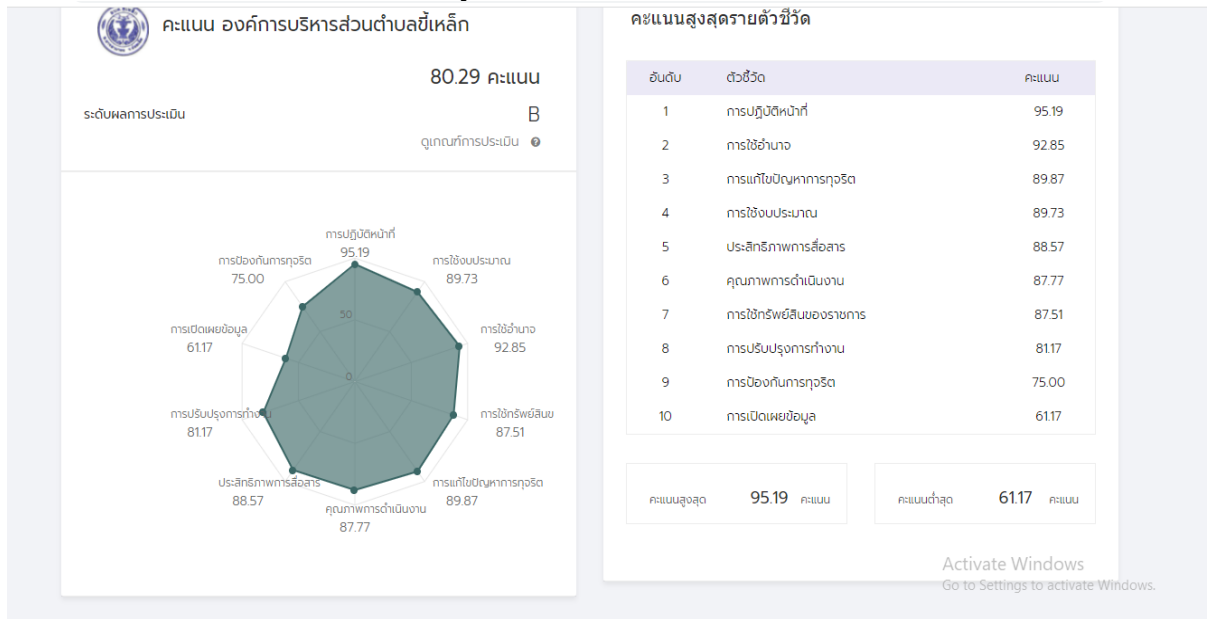 คะแนน องค์การบริหารส่วนตำบลขี้เหล็ก
80.29 คะแนน
ระดับผลการประเมิน B
ดูเกณฑ์การประเมิน
การปฏิบัติหน้าที่
95.19
การป้องกันการทุจริต
75.00
การใช้งบประมาณ
89.73
50
การเปิดเผยข้อมูล
61.17
การใช้อำนาจ
92.85
0
การปรับปรุงการทำงาน
81.17
การใช้ทรัพย์สินข
87.51
ประสิทธิภาพการสื่อสาร
88.57
การแก้ไขปัญหาการทุจริต
89.87
คุณภาพการดำเนินงาน
87.77
คะแนนสูงสุดรายตัวชี้วัด
อันดับ ตัวชี้วัด คะแนน
1 การปฏิบัติหน้าที่ 95.19
2 การใช้อำนาจ 92.85
3 การแก้ไขปัญหาการทุจริต 89.87
4 การใช้งบประมาณ 89.73
5 ประสิทธิภาพการสื่อสาร 88.57
6 คุณภาพการดำเนินงาน 87.77
7 การใช้ทรัพย์สินของราชการ 87.51
8 การปรับปรุงการทำงาน 81.17
9 การป้องกันการทุจริต 75.00
10 การเปิดเผยข้อมูล 61.17
คะแนนสูงสุด 95.19 คะแนน
คะแนนต่ำสุด 61.17 คะแนน
Activate Windows
Go to Settings to activate Windows.